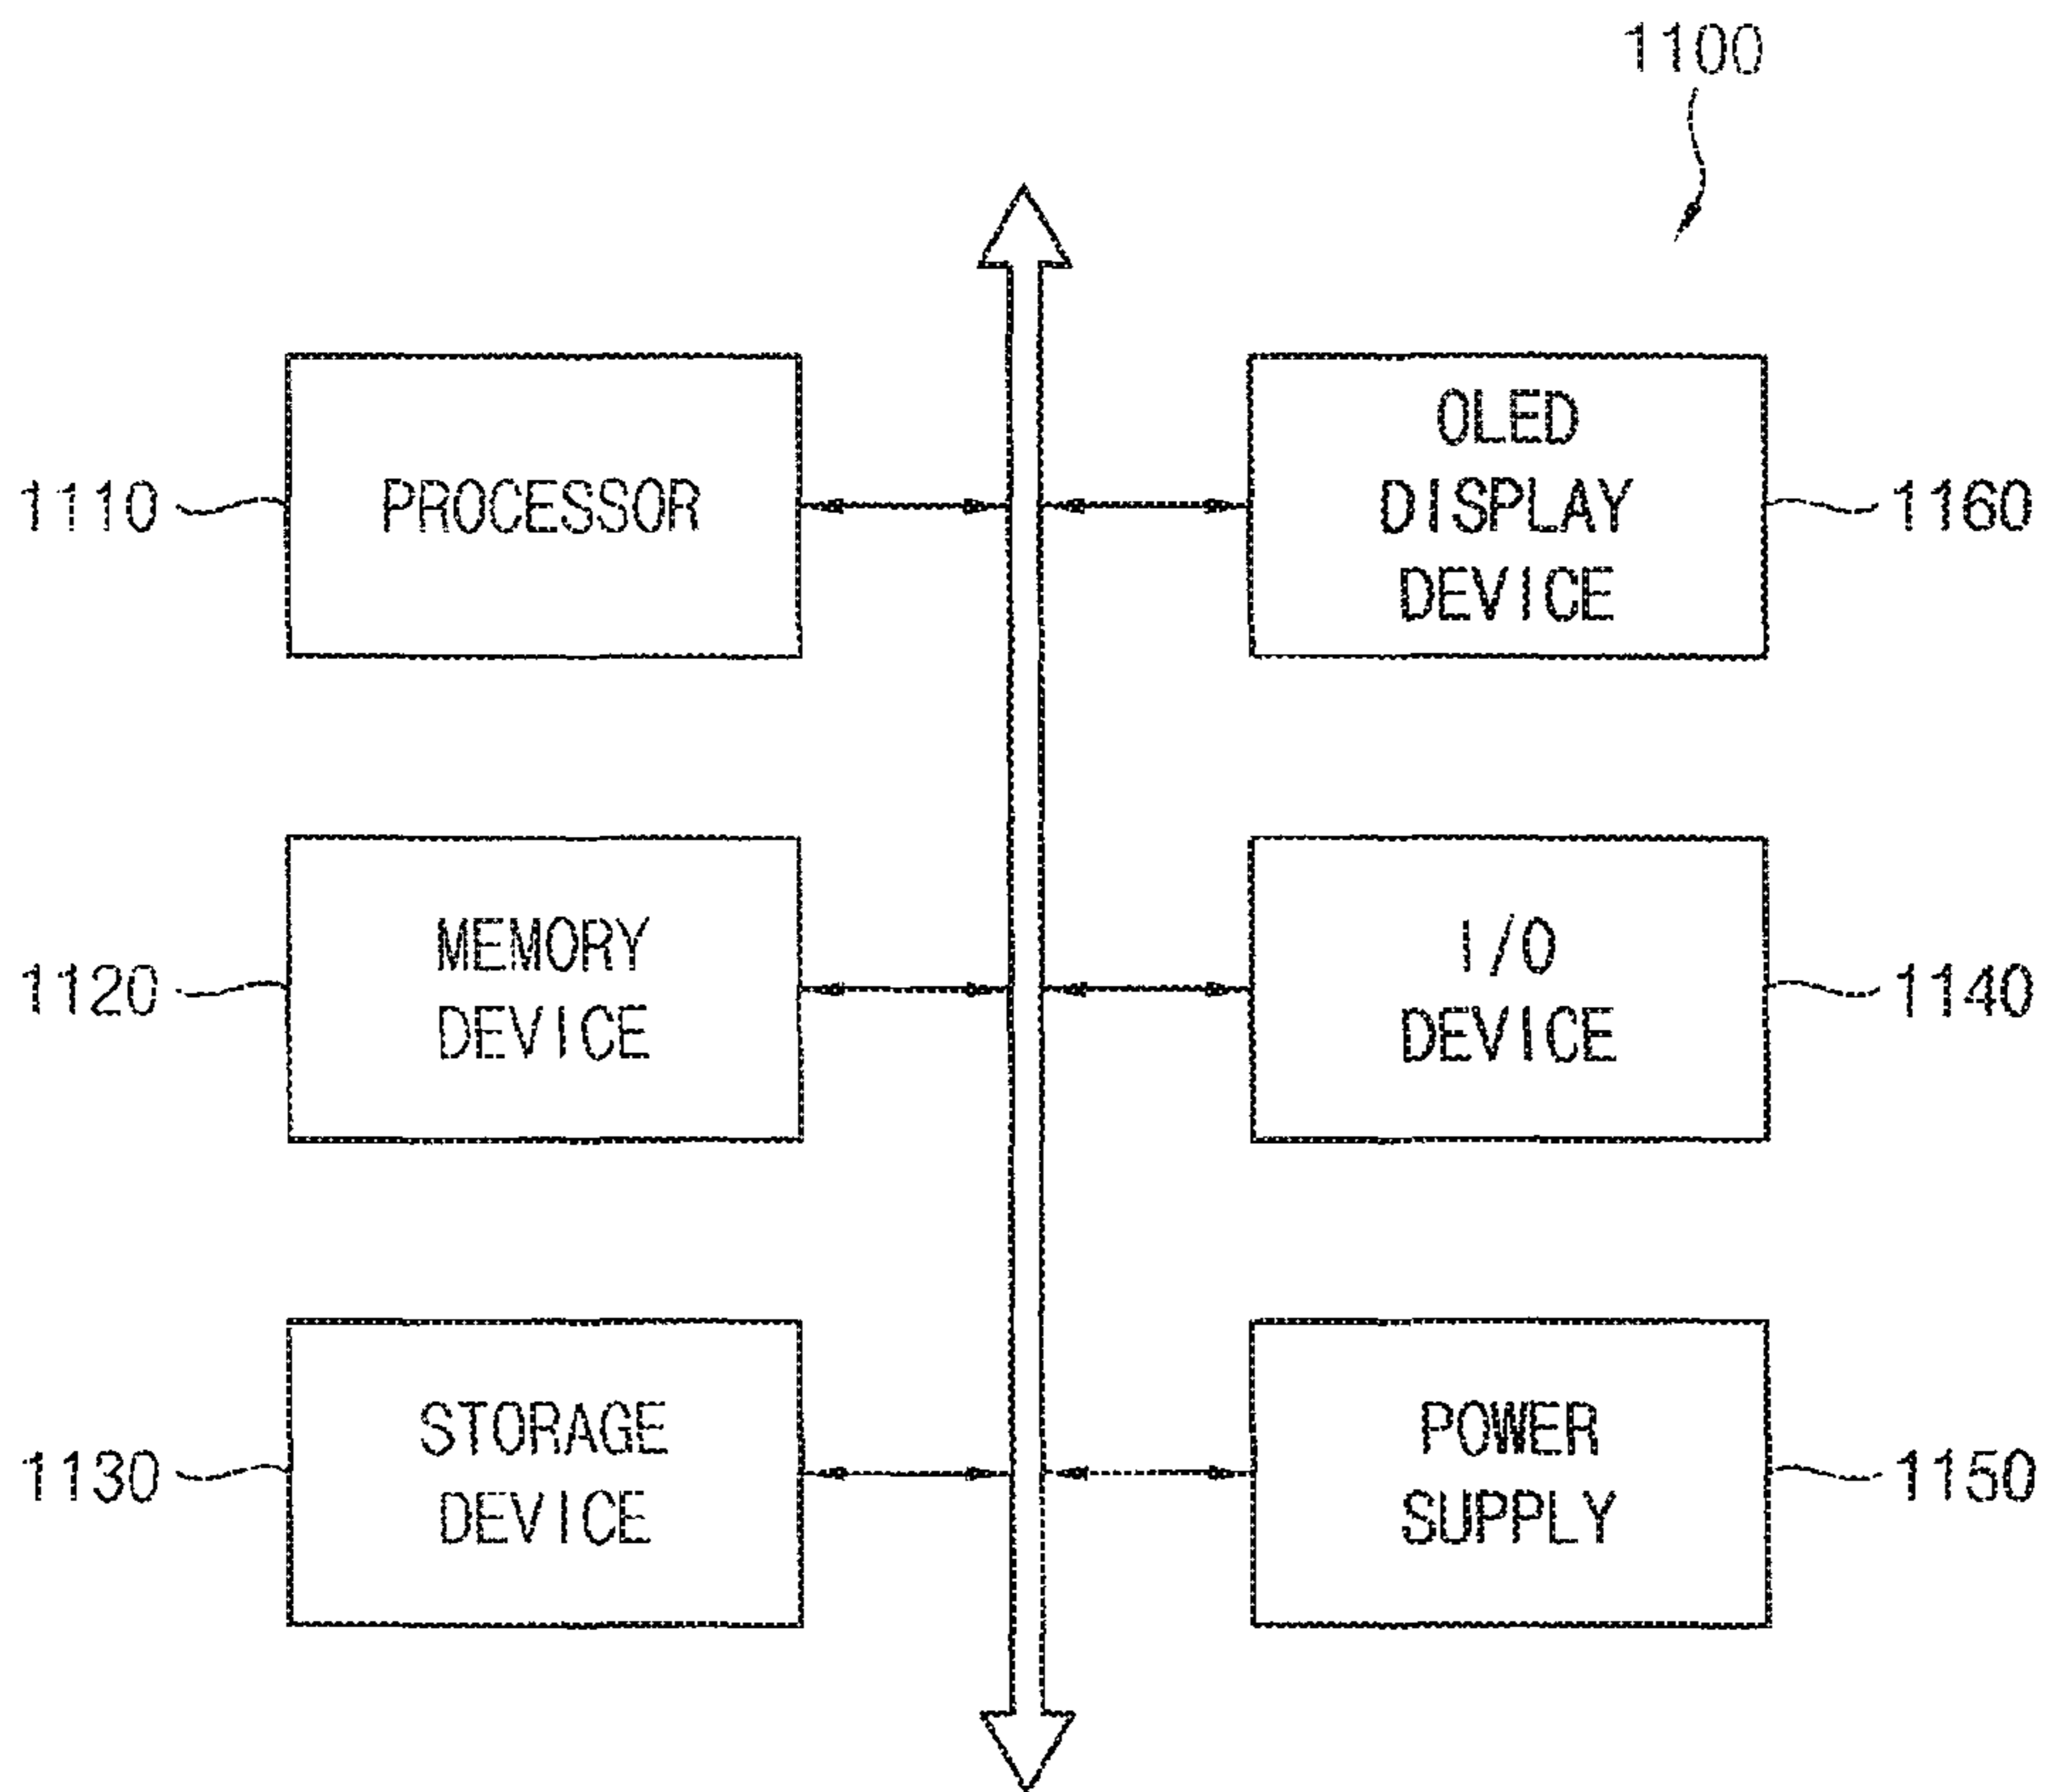 1100
1110
PROCESSOR
OLED
DISPLAY
DEVICE
1160
1120
MEMORY
DEVICE
I/O
DEVICE
1140
1130
STORAGE
DEVICE
POWER
SUPPLY
1150